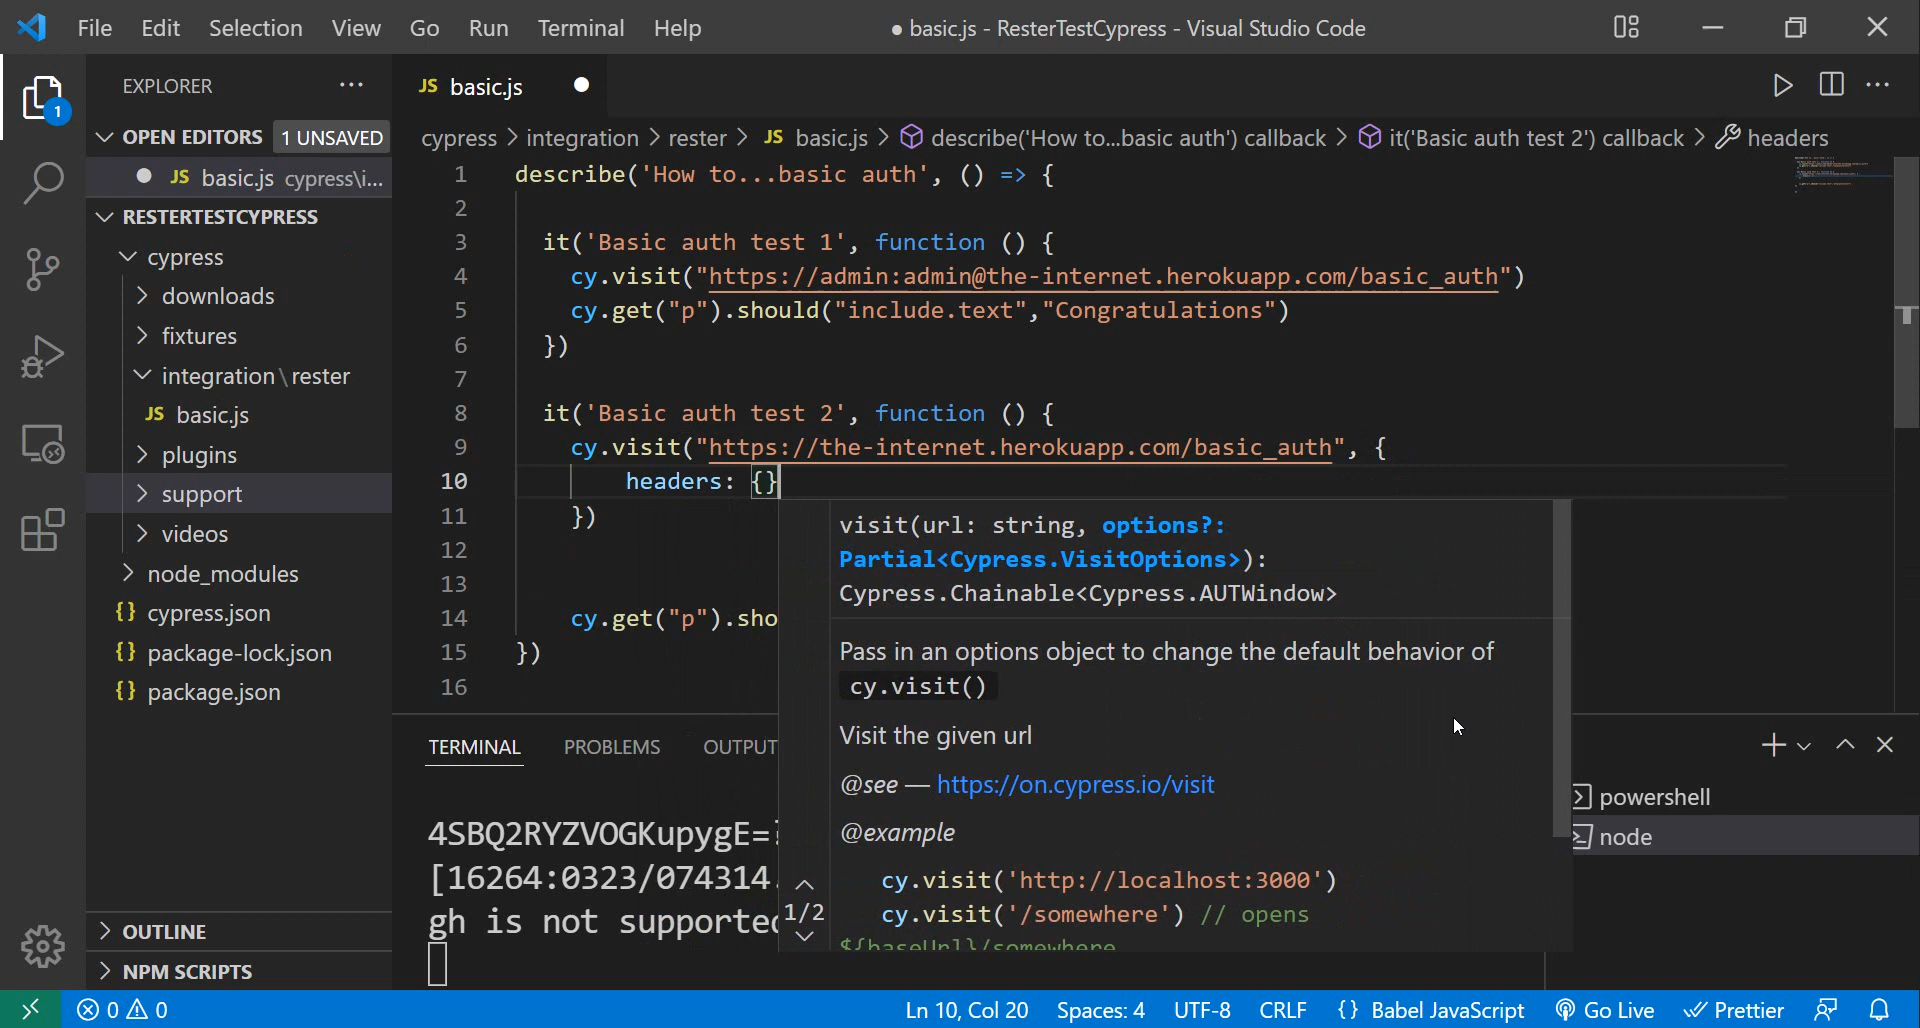 File Edit Selection View Go Run Terminal Help
● basic.js - ResterTestCypress - Visual Studio Code
EXPLORER
JS basic.js
1
OPEN EDITORS 1 UNSAVED
JS basic.js cypress\i...
RESTERTESTCYPRESS
cypress
downloads
fixtures
integration\rester
JS basic.js
plugins
support
videos
node_modules
{} cypress.json
{} package-lock.json
{} package.json
OUTLINE
NPM SCRIPTS
cypress > integration > rester > JS basic.js > describe('How to...basic auth') callback > it('Basic auth test 2') callback > headers
1 describe('How to...basic auth', () => {
2
3 it('Basic auth test 1', function () {
4 cy.visit("https://admin:admin@the-internet.herokuapp.com/basic_auth")
5 cy.get("p").should("include.text","Congratulations")
6 })
7
8 it('Basic auth test 2', function () {
9 cy.visit("https://the-internet.herokuapp.com/basic_auth", {
10 headers: {}
11 })
12
13
14 cy.get("p").sho
15 })
16
visit(url: string, options?:
Partial<Cypress.VisitOptions>):
Cypress.Chainable<Cypress.AUTWindow>
Pass in an options object to change the default behavior of
cy.visit()
Visit the given url
@see — https://on.cypress.io/visit
@example
cy.visit('http://localhost:3000')
cy.visit('/somewhere') // opens
${baseUrl}/somewhere
1/2
TERMINAL PROBLEMS OUTPUT
4SBQ2RYZVOGKupygE=
[16264:0323/074314.
gh is not supported
powershell
node
0 0
Ln 10, Col 20 Spaces: 4 UTF-8 CRLF {} Babel JavaScript Go Live Prettier